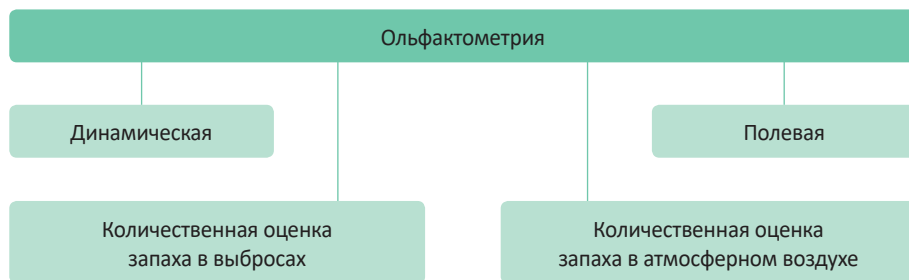 Ольфактометрия
Динамическая
Полевая
Количественная оценка
запаха в выбросах
Количественная оценка
запаха в атмосферном воздухе